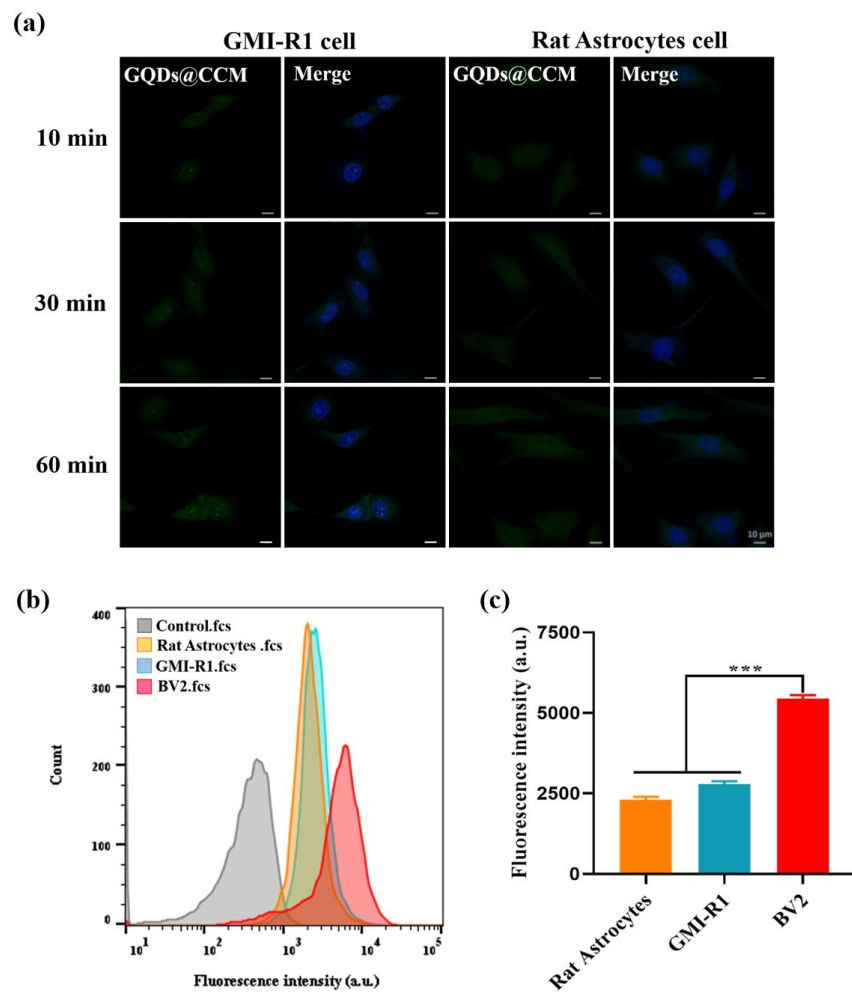 (a)
GMI-R1 cell
Rat Astrocytes cell
GQDs@CCM
Merge
GQDs@CCM
Merge
10 min
30 min
60 min
10 μm
(b)
400
300
200
100
0
Count
Control.fcs
Rat Astrocytes .fcs
GMI-R1.fcs
BV2.fcs
10¹
10²
10³
10⁴
10⁵
Fluorescence intensity (a.u.)
(c)
7500
5000
2500
0
Fluorescence intensity (a.u.)
***
Rat Astrocytes
GMI-R1
BV2